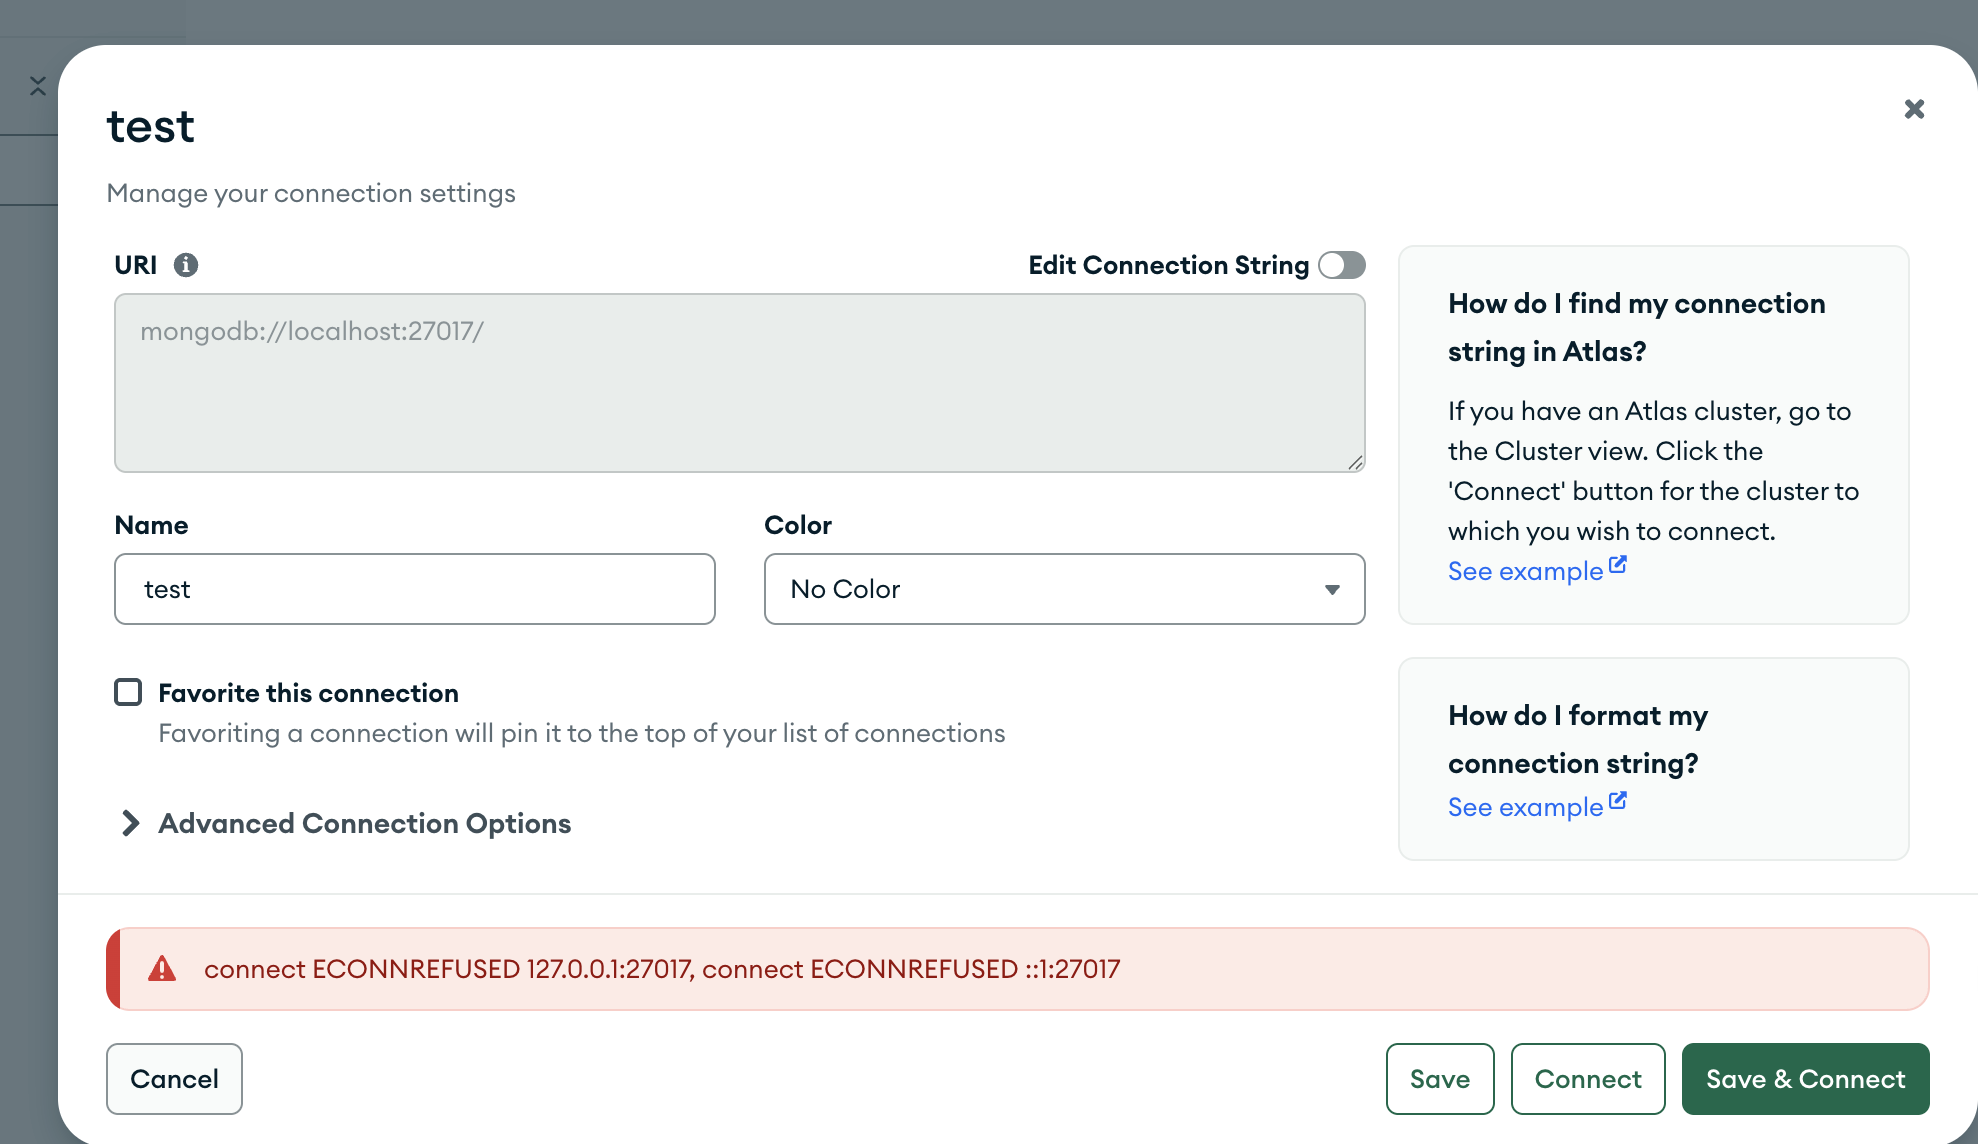 test
Manage your connection settings
URI
Edit Connection String
mongodb://localhost:27017/
Name
Color
test
No Color
Favorite this connection
Favoriting a connection will pin it to the top of your list of connections
Advanced Connection Options
How do I find my connection
string in Atlas?
If you have an Atlas cluster, go to
the Cluster view. Click the
'Connect' button for the cluster to
which you wish to connect.
See example
How do I format my
connection string?
See example
connect ECONNREFUSED 127.0.0.1:27017, connect ECONNREFUSED ::1:27017
Cancel
Save
Connect
Save & Connect